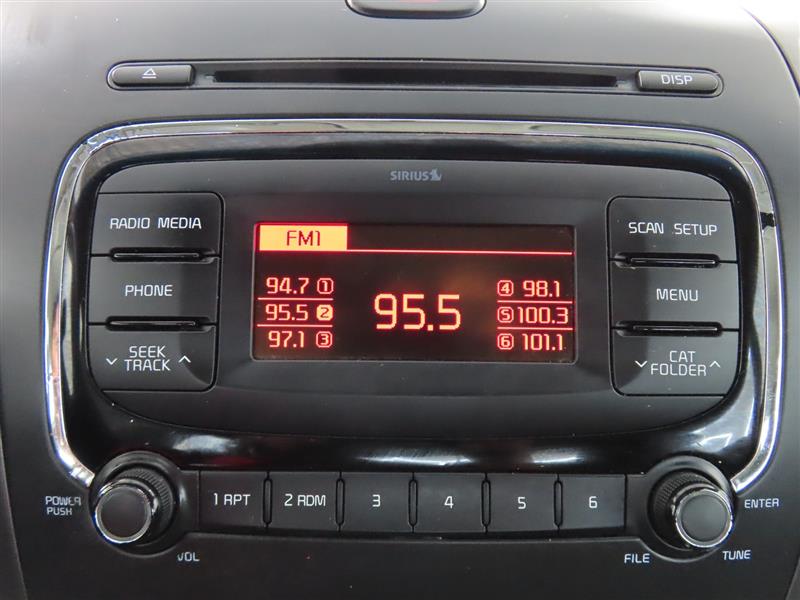 DISP
SIRIUS
RADIO MEDIA
PHONE
SEEK
TRACK
FM1
94.7 1
95.5 2
97.1 3
95.5
4 98.1
5 100.3
6 101.1
SCAN SETUP
MENU
CAT
FOLDER
POWER
PUSH
VOL
1 RPT
2 RDM
3
4
5
6
ENTER
FILE
TUNE